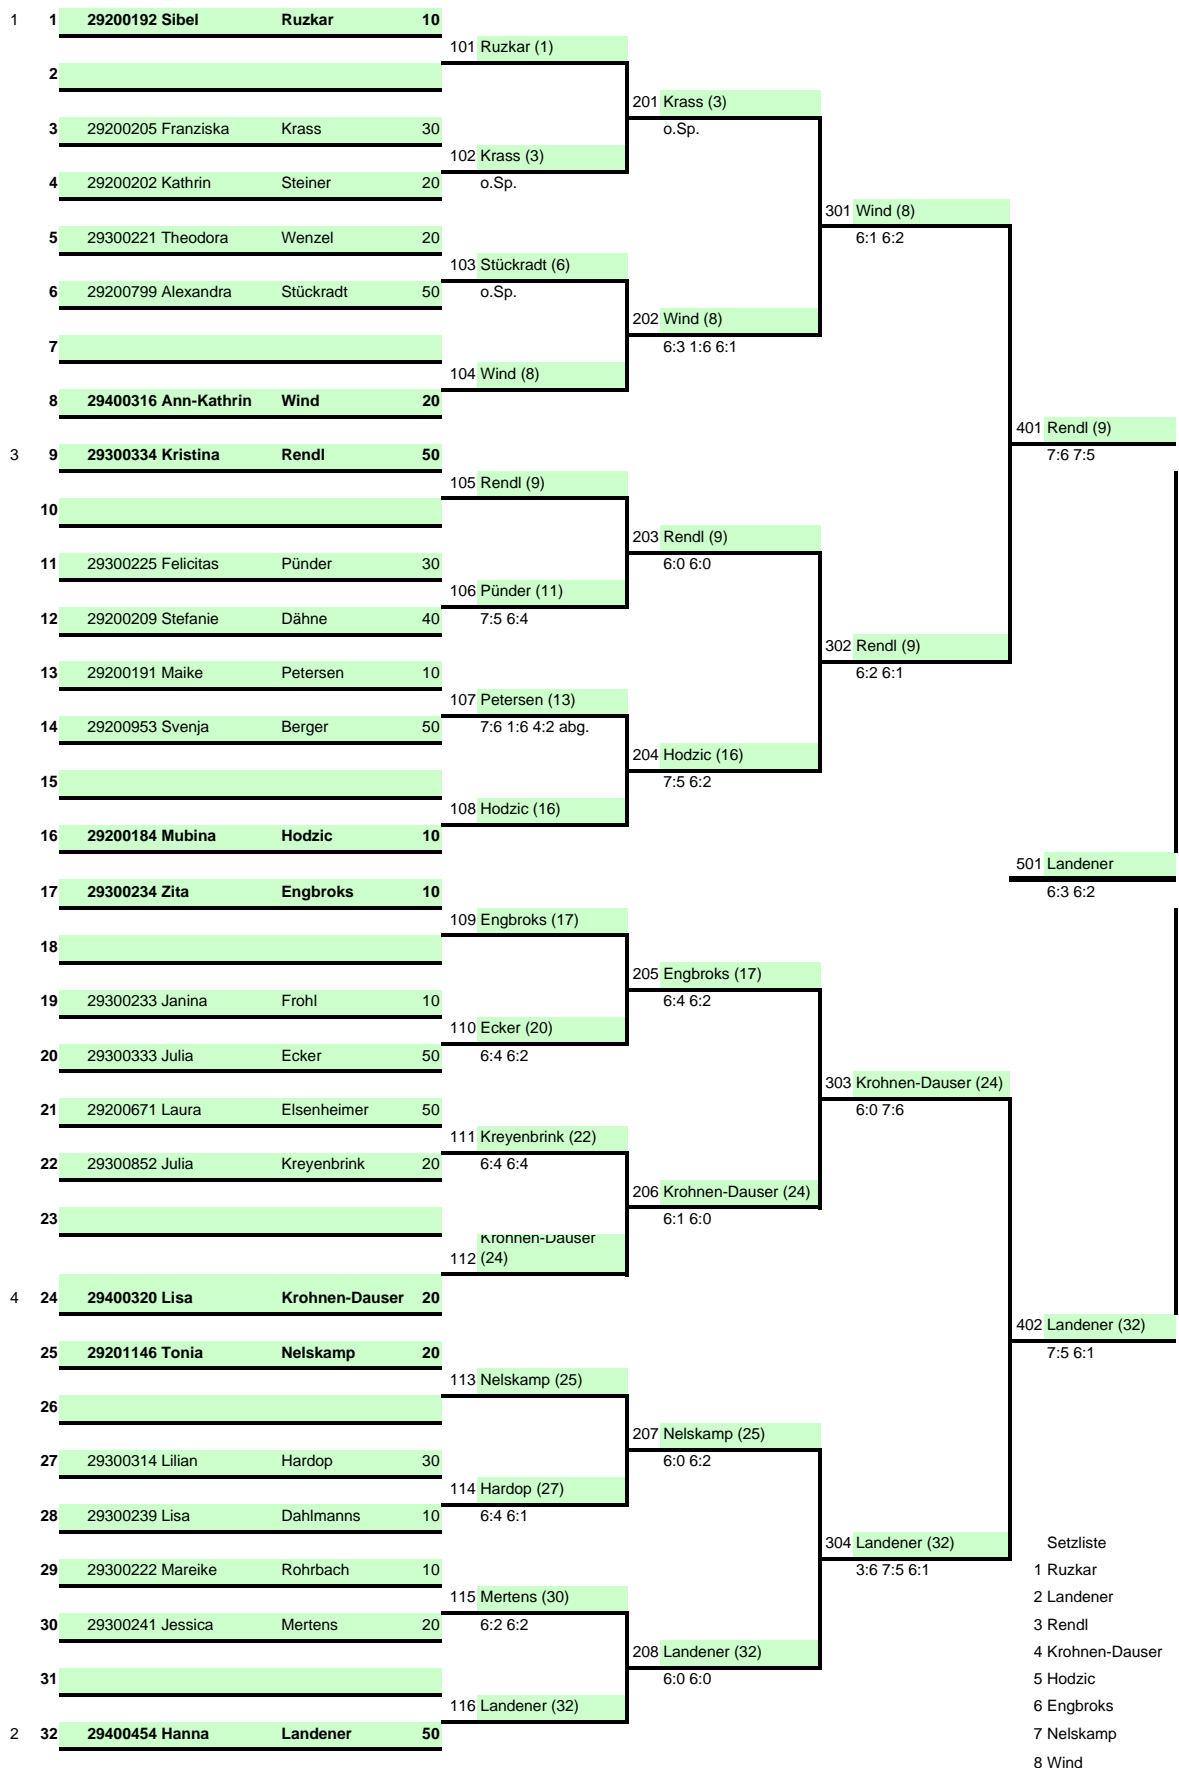 1 1 29200192 Sibel Ruzkar 10
101 Ruzkar (1)
2
201 Krass (3)
3 29200205 Franziska Krass 30 o.Sp.
102 Krass (3)
4 29200202 Kathrin Steiner 20 o.Sp.
301 Wind (8)
5 29300221 Theodora Wenzel 20 6:1 6:2
103 Stückradt (6)
6 29200799 Alexandra Stückradt 50 o.Sp.
202 Wind (8)
7 6:3 1:6 6:1
104 Wind (8)
8 29400316 Ann-Kathrin Wind 20
401 Rendl (9)
3 9 29300334 Kristina Rendl 50 7:6 7:5
105 Rendl (9)
10
203 Rendl (9)
11 29300225 Felicitas Pünder 30 6:0 6:0
106 Pünder (11)
12 29200209 Stefanie Dähne 40 7:5 6:4
302 Rendl (9)
13 29200191 Maike Petersen 10 6:2 6:1
107 Petersen (13)
14 29200953 Svenja Berger 50 7:6 1:6 4:2 abg.
204 Hodzic (16)
15 7:5 6:2
108 Hodzic (16)
16 29200184 Mubina Hodzic 10
501 Landener
17 29300234 Zita Engbroks 10 6:3 6:2
109 Engbroks (17)
18
205 Engbroks (17)
19 29300233 Janina Frohl 10 6:4 6:2
110 Ecker (20)
20 29300333 Julia Ecker 50 6:4 6:2
303 Krohnen-Dauser (24)
21 29200671 Laura Elsenheimer 50 6:0 7:6
111 Kreyenbrink (22)
22 29300852 Julia Kreyenbrink 20 6:4 6:4
206 Krohnen-Dauser (24)
23 6:1 6:0
Krohnen-Dauser
112 (24)
4 24 29400320 Lisa Krohnen-Dauser 20
402 Landener (32)
25 29201146 Tonia Nelskamp 20 7:5 6:1
113 Nelskamp (25)
26
207 Nelskamp (25)
27 29300314 Lilian Hardop 30 6:0 6:2
114 Hardop (27)
28 29300239 Lisa Dahlmanns 10 6:4 6:1
304 Landener (32) Setzliste
29 29300222 Mareike Rohrbach 10 3:6 7:5 6:1 1 Ruzkar
115 Mertens (30) 2 Landener
30 29300241 Jessica Mertens 20 6:2 6:2 3 Rendl
208 Landener (32) 4 Krohnen-Dauser
31 6:0 6:0 5 Hodzic
116 Landener (32) 6 Engbroks
2 32 29400454 Hanna Landener 50 7 Nelskamp
8 Wind